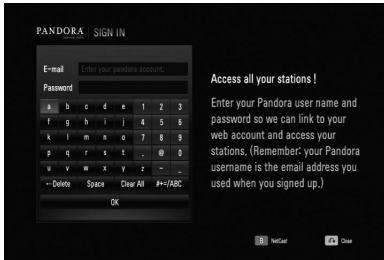 PANDORA SIGN IN
internet radio
E-mail Enter your pandora account.
Password
a b c d e 1 2 3
f g h i j 4 5 6
k l m n o 7 8 9
p q r s t . @ 0
u v w x y z - _
←Delete Space Clear All #+=/ABC
OK
Access all your stations !
Enter your Pandora user name and
password so we can link to your
web account and access your
stations. (Remember: your Pandora
username is the email address you
used when you signed up.)
NetCast Close